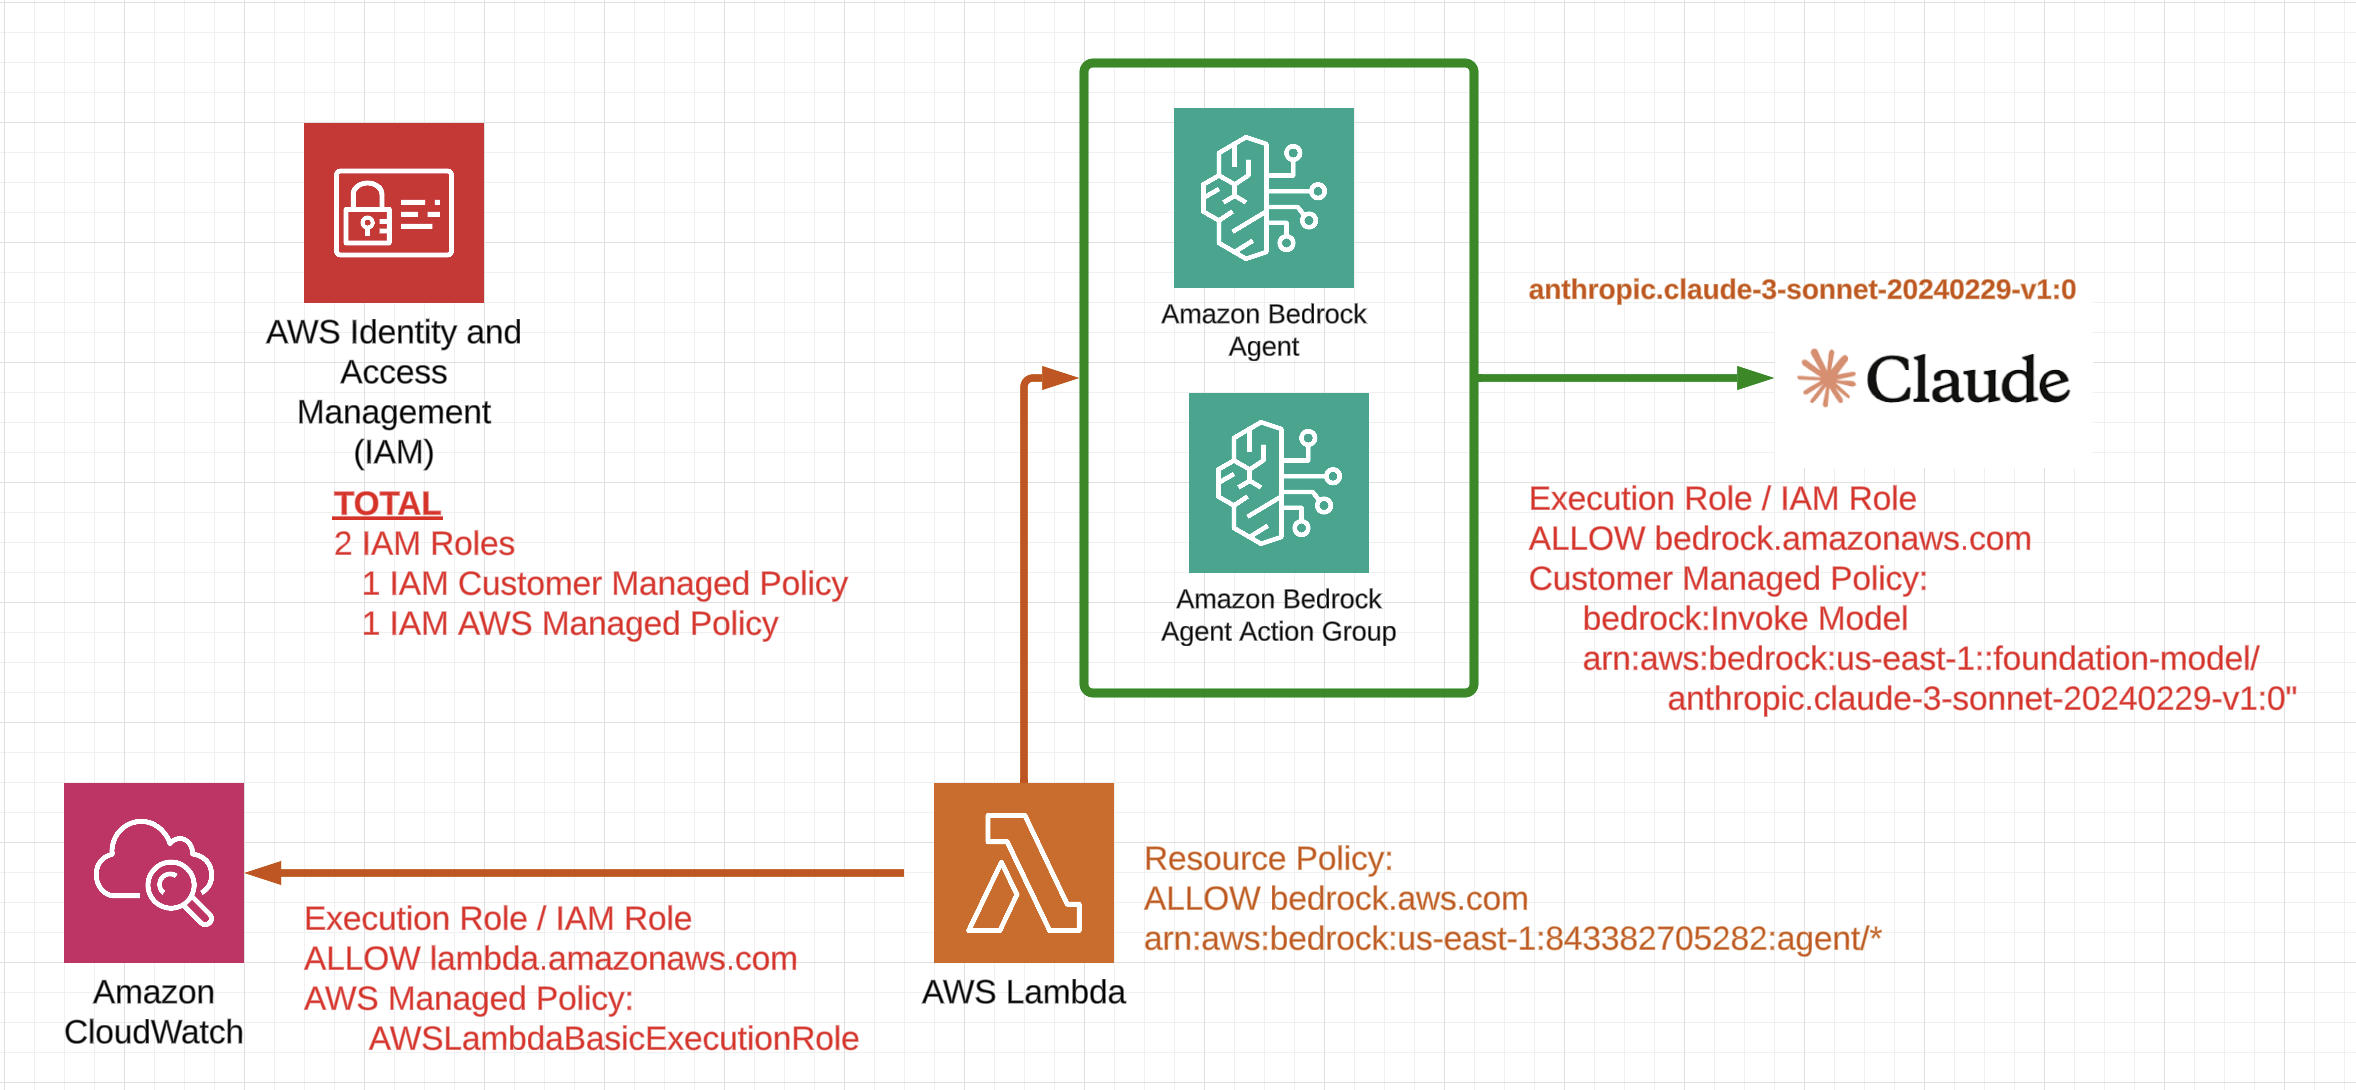 AWS Identity and
Access
Management
(IAM)
TOTAL
2 IAM Roles
1 IAM Customer Managed Policy
1 IAM AWS Managed Policy
Amazon Bedrock
Agent
Amazon Bedrock
Agent Action Group
anthropic.claude-3-sonnet-20240229-v1:0
Claude
Execution Role / IAM Role
ALLOW bedrock.amazonaws.com
Customer Managed Policy:
bedrock:Invoke Model
arn:aws:bedrock:us-east-1::foundation-model/
anthropic.claude-3-sonnet-20240229-v1:0"
Amazon
CloudWatch
Execution Role / IAM Role
ALLOW lambda.amazonaws.com
AWS Managed Policy:
AWSLambdaBasicExecutionRole
AWS Lambda
Resource Policy:
ALLOW bedrock.aws.com
arn:aws:bedrock:us-east-1:843382705282:agent/*